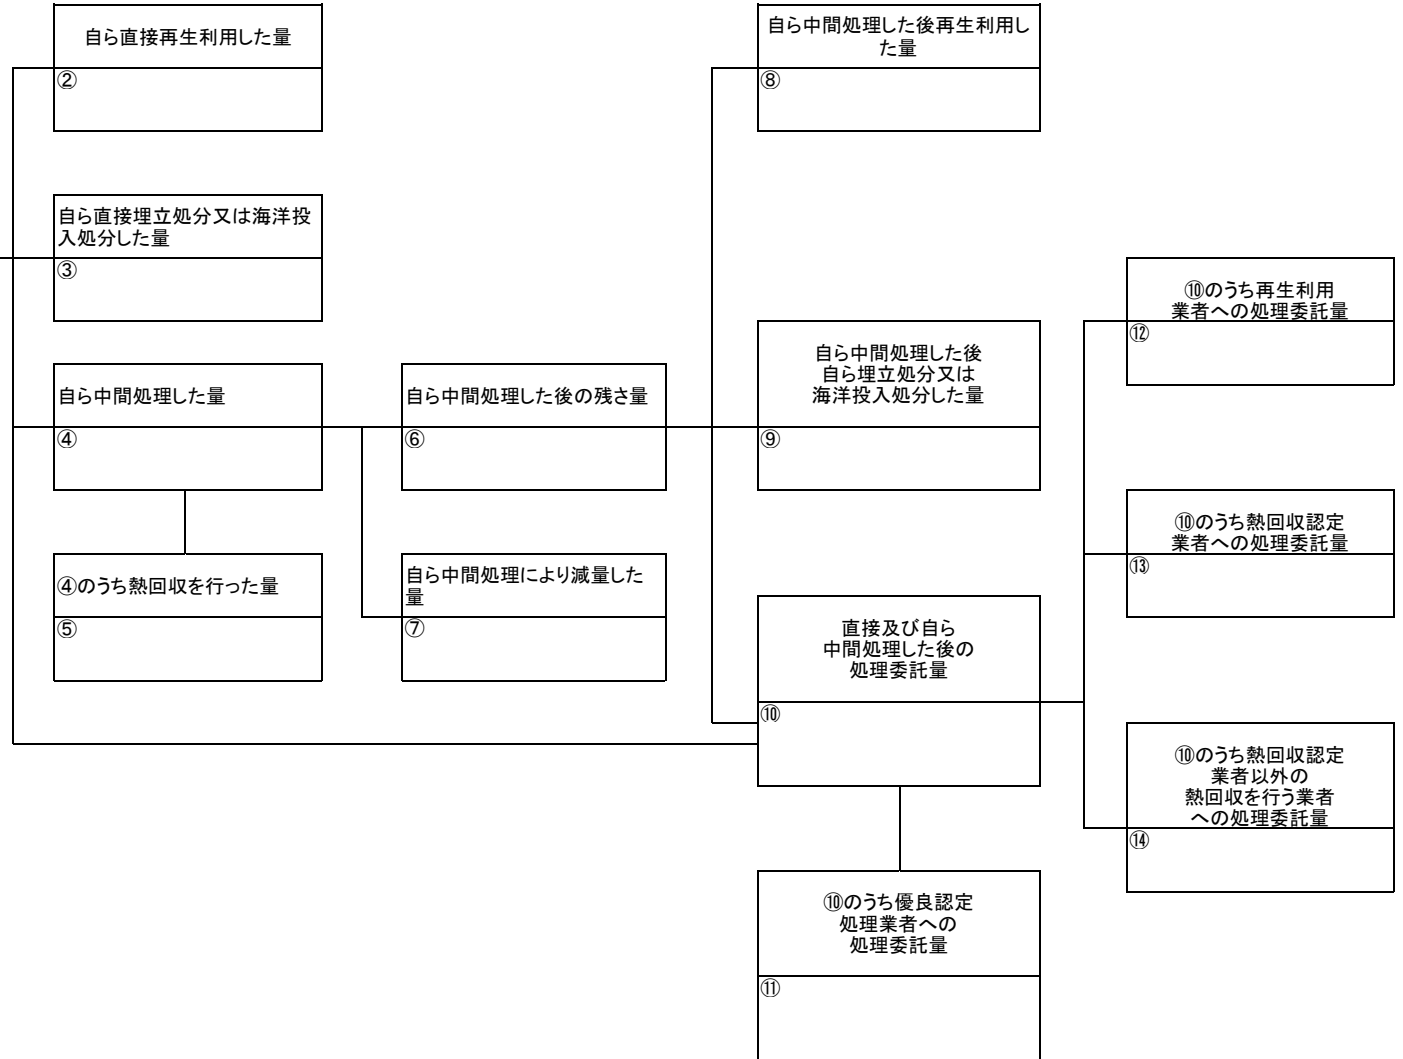 自ら直接再生利用した量
②
自ら中間処理した後再生利用し
た量
⑧
自ら直接埋立処分又は海洋投
入処分した量
③
⑩のうち再生利用
業者への処理委託量
⑫
自ら中間処理した量
④
自ら中間処理した後の残さ量
⑥
自ら中間処理した後
自ら埋立処分又は
海洋投入処分した量
⑨
⑩のうち熱回収認定
業者への処理委託量
⑬
④のうち熱回収を行った量
⑤
自ら中間処理により減量した
量
⑦
直接及び自ら
中間処理した後の
処理委託量
⑩
⑩のうち熱回収認定
業者以外の
熱回収を行う業者
への処理委託量
⑭
⑩のうち優良認定
処理業者への
処理委託量
⑪